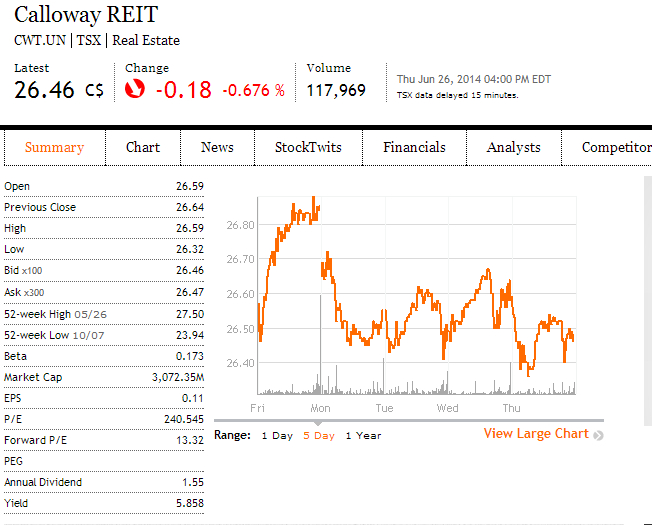 Calloway REIT
CWT.UN | TSX | Real Estate
Latest
26.46 C$
Change
-0.18 -0.676 %
Volume
117,969
Thu Jun 26, 2014 04:00 PM EDT
TSX data delayed 15 minutes.
Summary Chart News StockTwits Financials Analysts Competitor
Open 26.59
Previous Close 26.64
High 26.59
Low 26.32
Bid x100 26.46
Ask x300 26.47
52-week High 05/26 27.50
52-week Low 10/07 23.94
Beta 0.173
Market Cap 3,072.35M
EPS 0.11
P/E 240.545
Forward P/E 13.32
PEG
Annual Dividend 1.55
Yield 5.858
26.80
26.70
26.60
26.50
26.40
Fri Mon Tue Wed Thu
Range: 1 Day 5 Day 1 Year
View Large Chart